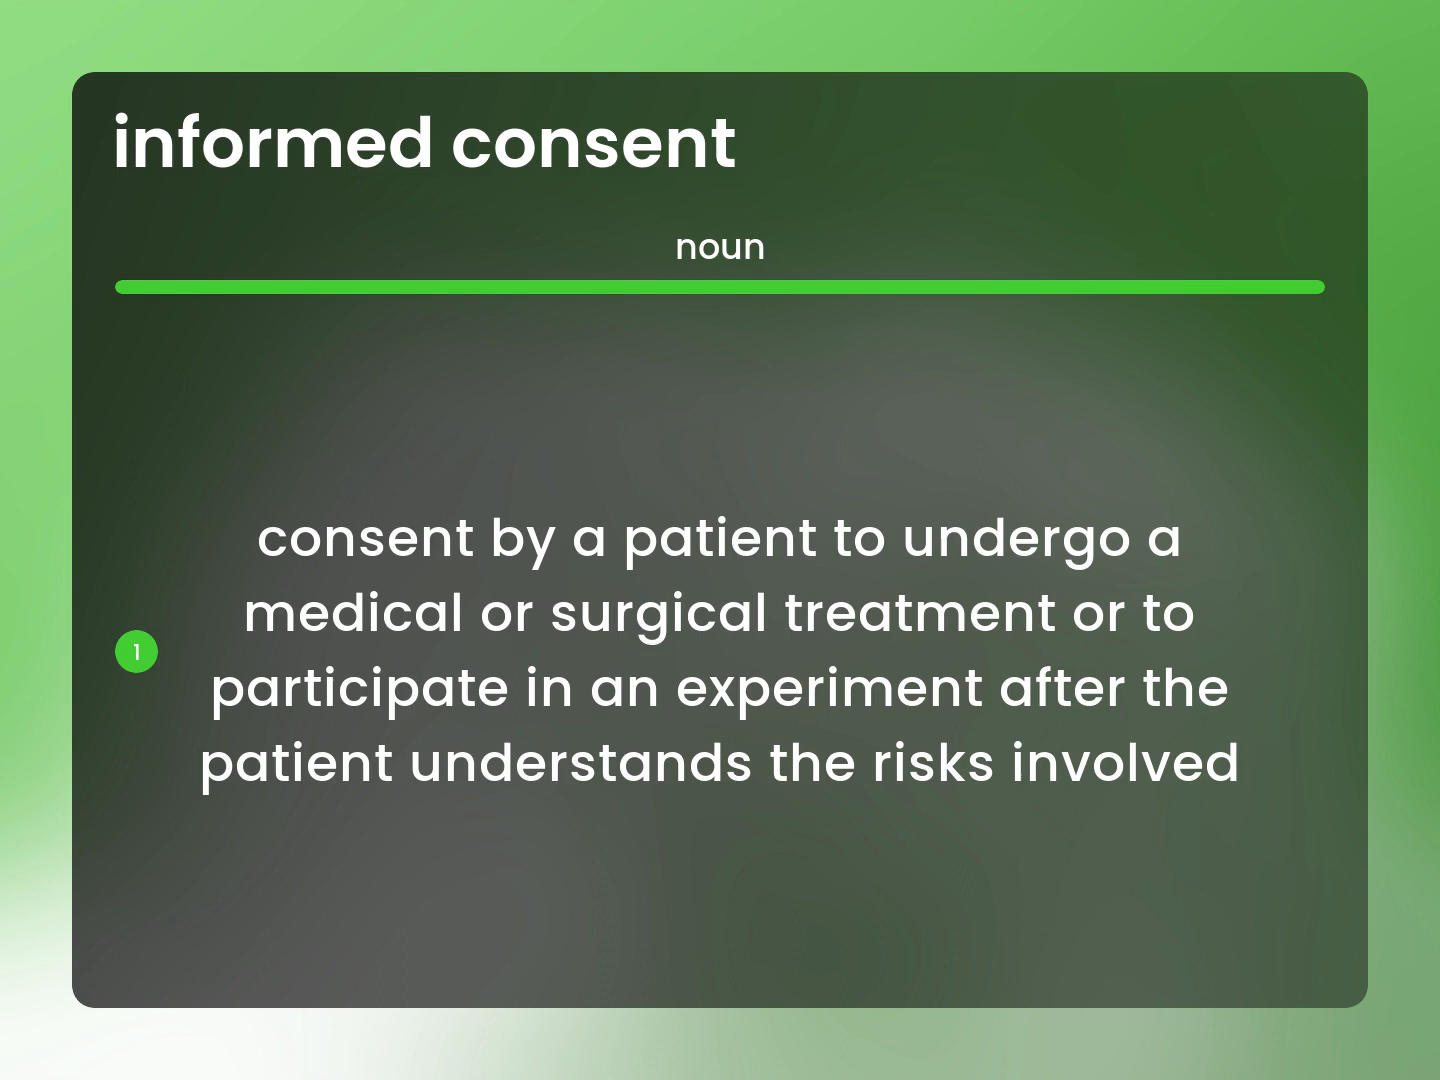 informed consent
noun
1
consent by a patient to undergo a
medical or surgical treatment or to
participate in an experiment after the
patient understands the risks involved